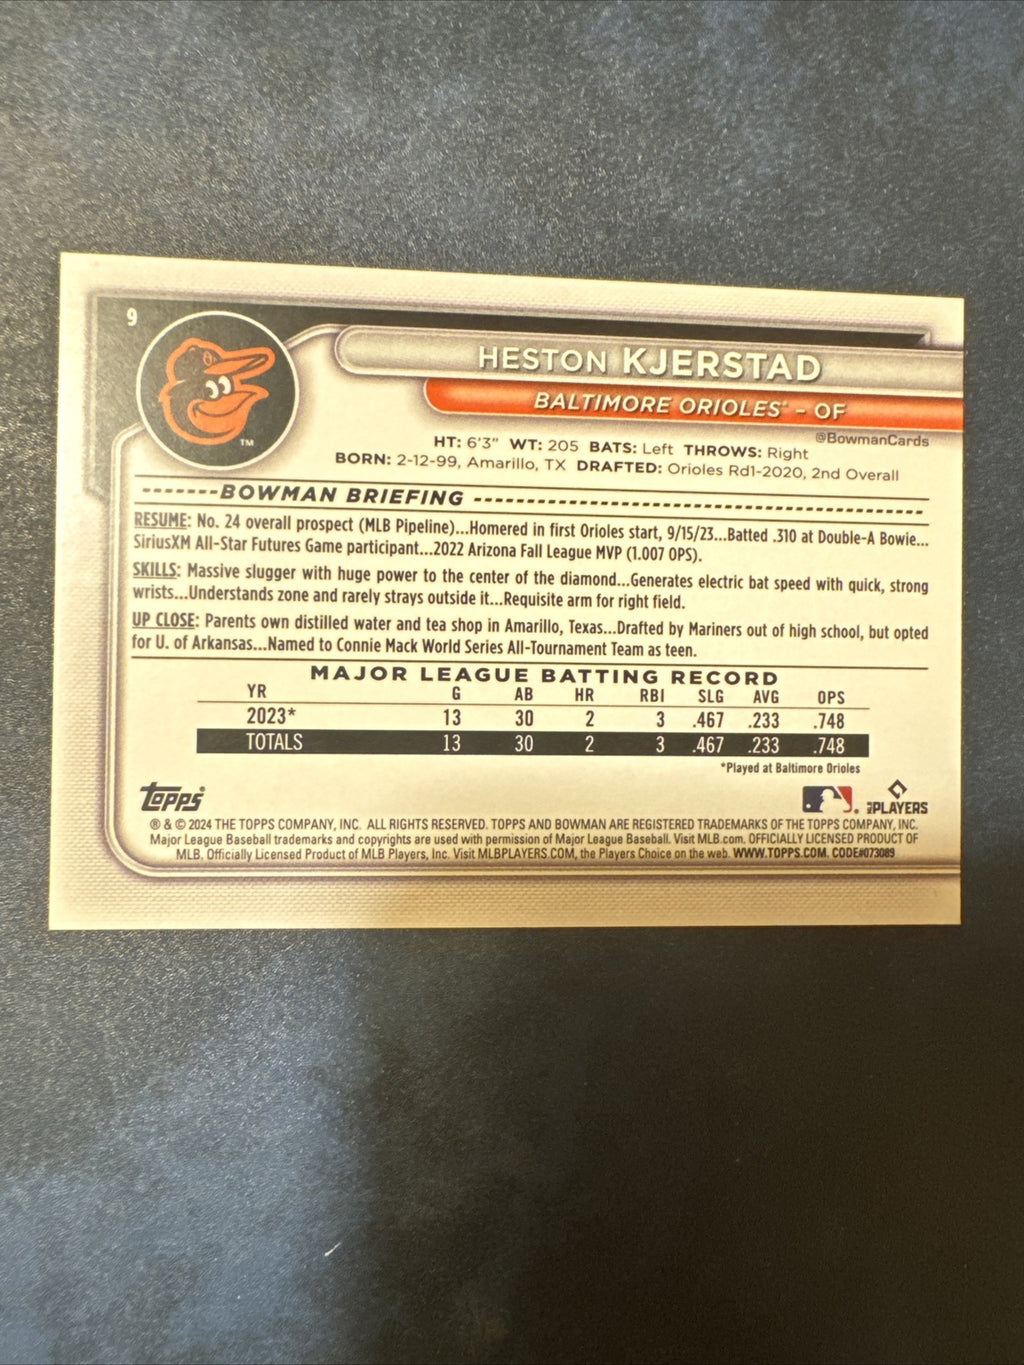 9
HESTON KJERSTAD
BALTIMORE ORIOLES® - OF
@BowmanCards
HT: 6'3" WT: 205 BATS: Left THROWS: Right
BORN: 2-12-99, Amarillo, TX DRAFTED: Orioles Rd1-2020, 2nd Overall
TM
-------BOWMAN BRIEFING ----------------------------------------
RESUME: No. 24 overall prospect (MLB Pipeline)...Homered in first Orioles start, 9/15/23...Batted .310 at Double-A Bowie...
SiriusXM All-Star Futures Game participant...2022 Arizona Fall League MVP (1.007 OPS).
SKILLS: Massive slugger with huge power to the center of the diamond...Generates electric bat speed with quick, strong
wrists...Understands zone and rarely strays outside it...Requisite arm for right field.
UP CLOSE: Parents own distilled water and tea shop in Amarillo, Texas...Drafted by Mariners out of high school, but opted
for U. of Arkansas...Named to Connie Mack World Series All-Tournament Team as teen.
MAJOR LEAGUE BATTING RECORD
YR G AB HR RBI SLG AVG OPS
2023* 13 30 2 3 .467 .233 .748
TOTALS 13 30 2 3 .467 .233 .748
*Played at Baltimore Orioles
Topps®
MLB PLAYERS
® & © 2024 THE TOPPS COMPANY, INC. ALL RIGHTS RESERVED. TOPPS AND BOWMAN ARE REGISTERED TRADEMARKS OF THE TOPPS COMPANY, INC.
Major League Baseball trademarks and copyrights are used with permission of Major League Baseball. Visit MLB.com. OFFICIALLY LICENSED PRODUCT OF
MLB. Officially Licensed Product of MLB Players, Inc. Visit MLBPLAYERS.COM, the Players Choice on the web. WWW.TOPPS.COM. CODE#073089